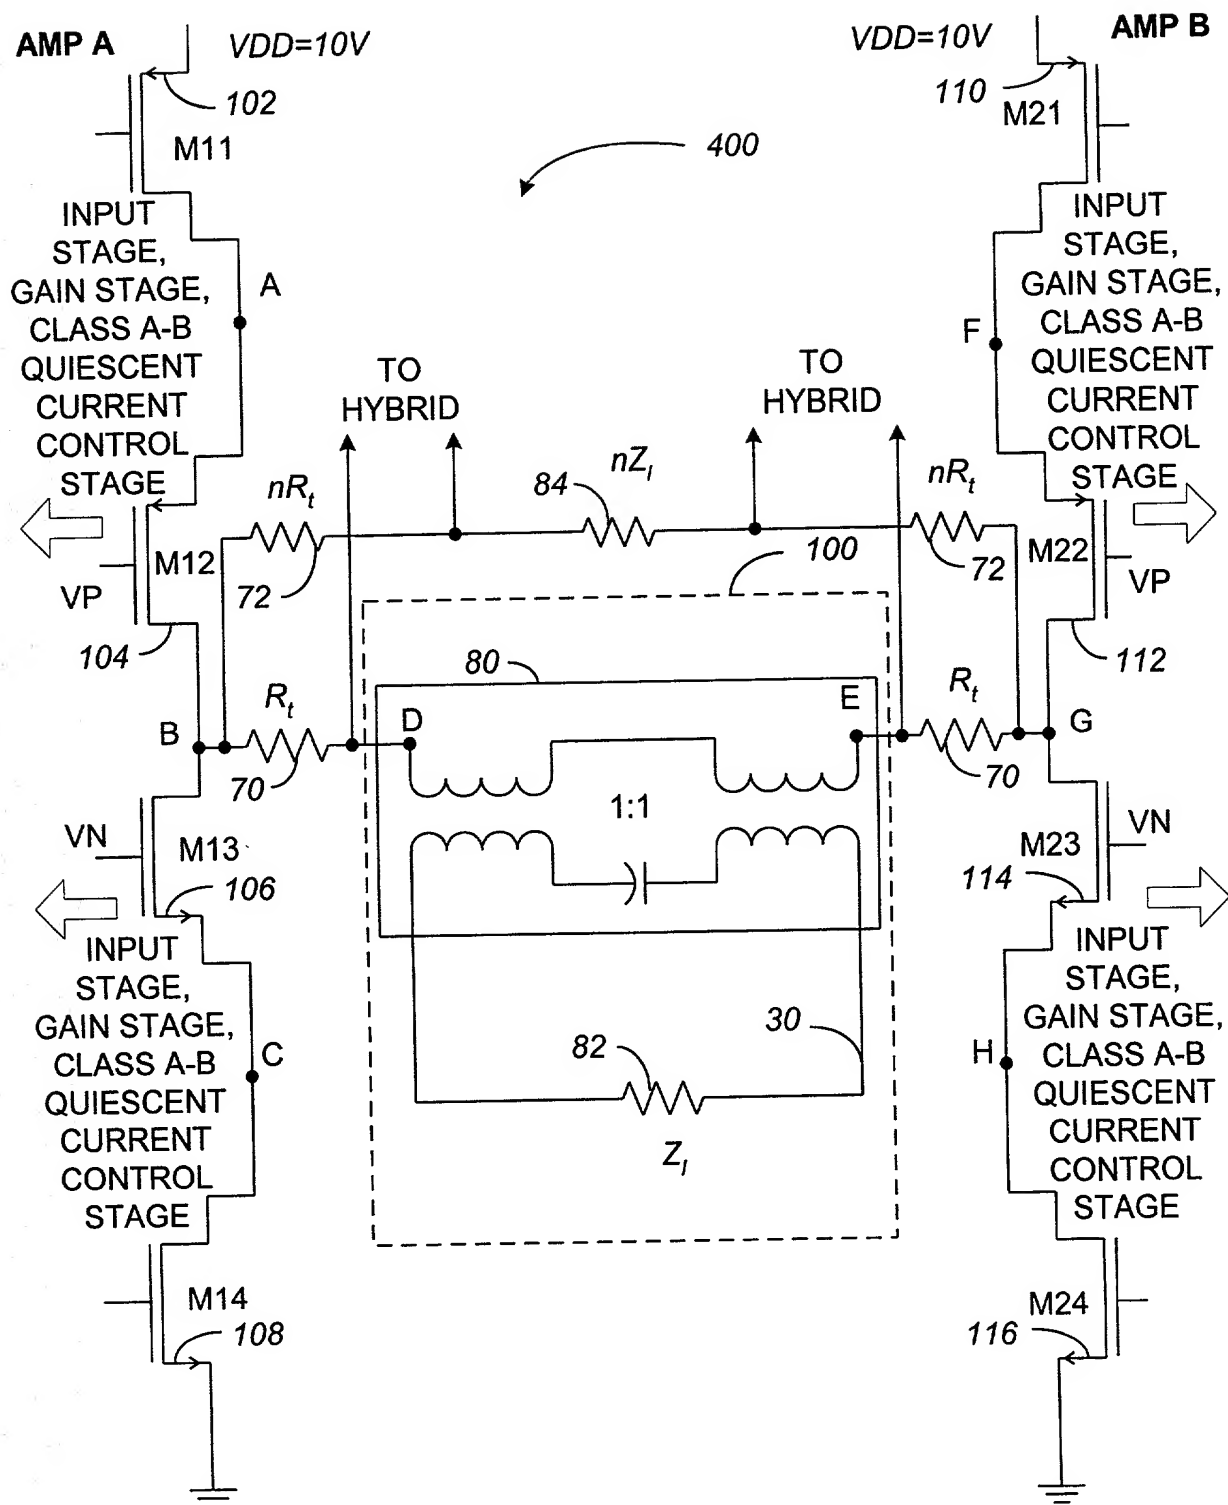 AMP A
VDD=10V
102
M11
INPUT
STAGE,
GAIN STAGE,
CLASS A-B
QUIESCENT
CURRENT
CONTROL
STAGE
A
400
VDD=10V
AMP B
110
M21
INPUT
STAGE,
GAIN STAGE,
CLASS A-B
QUIESCENT
CURRENT
CONTROL
STAGE
F
TO
HYBRID
TO
HYBRID
nRt
84
nZl
nRt
M12
VP
104
72
100
72
M22
VP
112
80
B
Rt
70
D
E
Rt
70
G
1:1
VN
M13
106
VN
M23
114
INPUT
STAGE,
GAIN STAGE,
CLASS A-B
QUIESCENT
CURRENT
CONTROL
STAGE
C
82
30
Zl
H
INPUT
STAGE,
GAIN STAGE,
CLASS A-B
QUIESCENT
CURRENT
CONTROL
STAGE
M14
108
M24
116